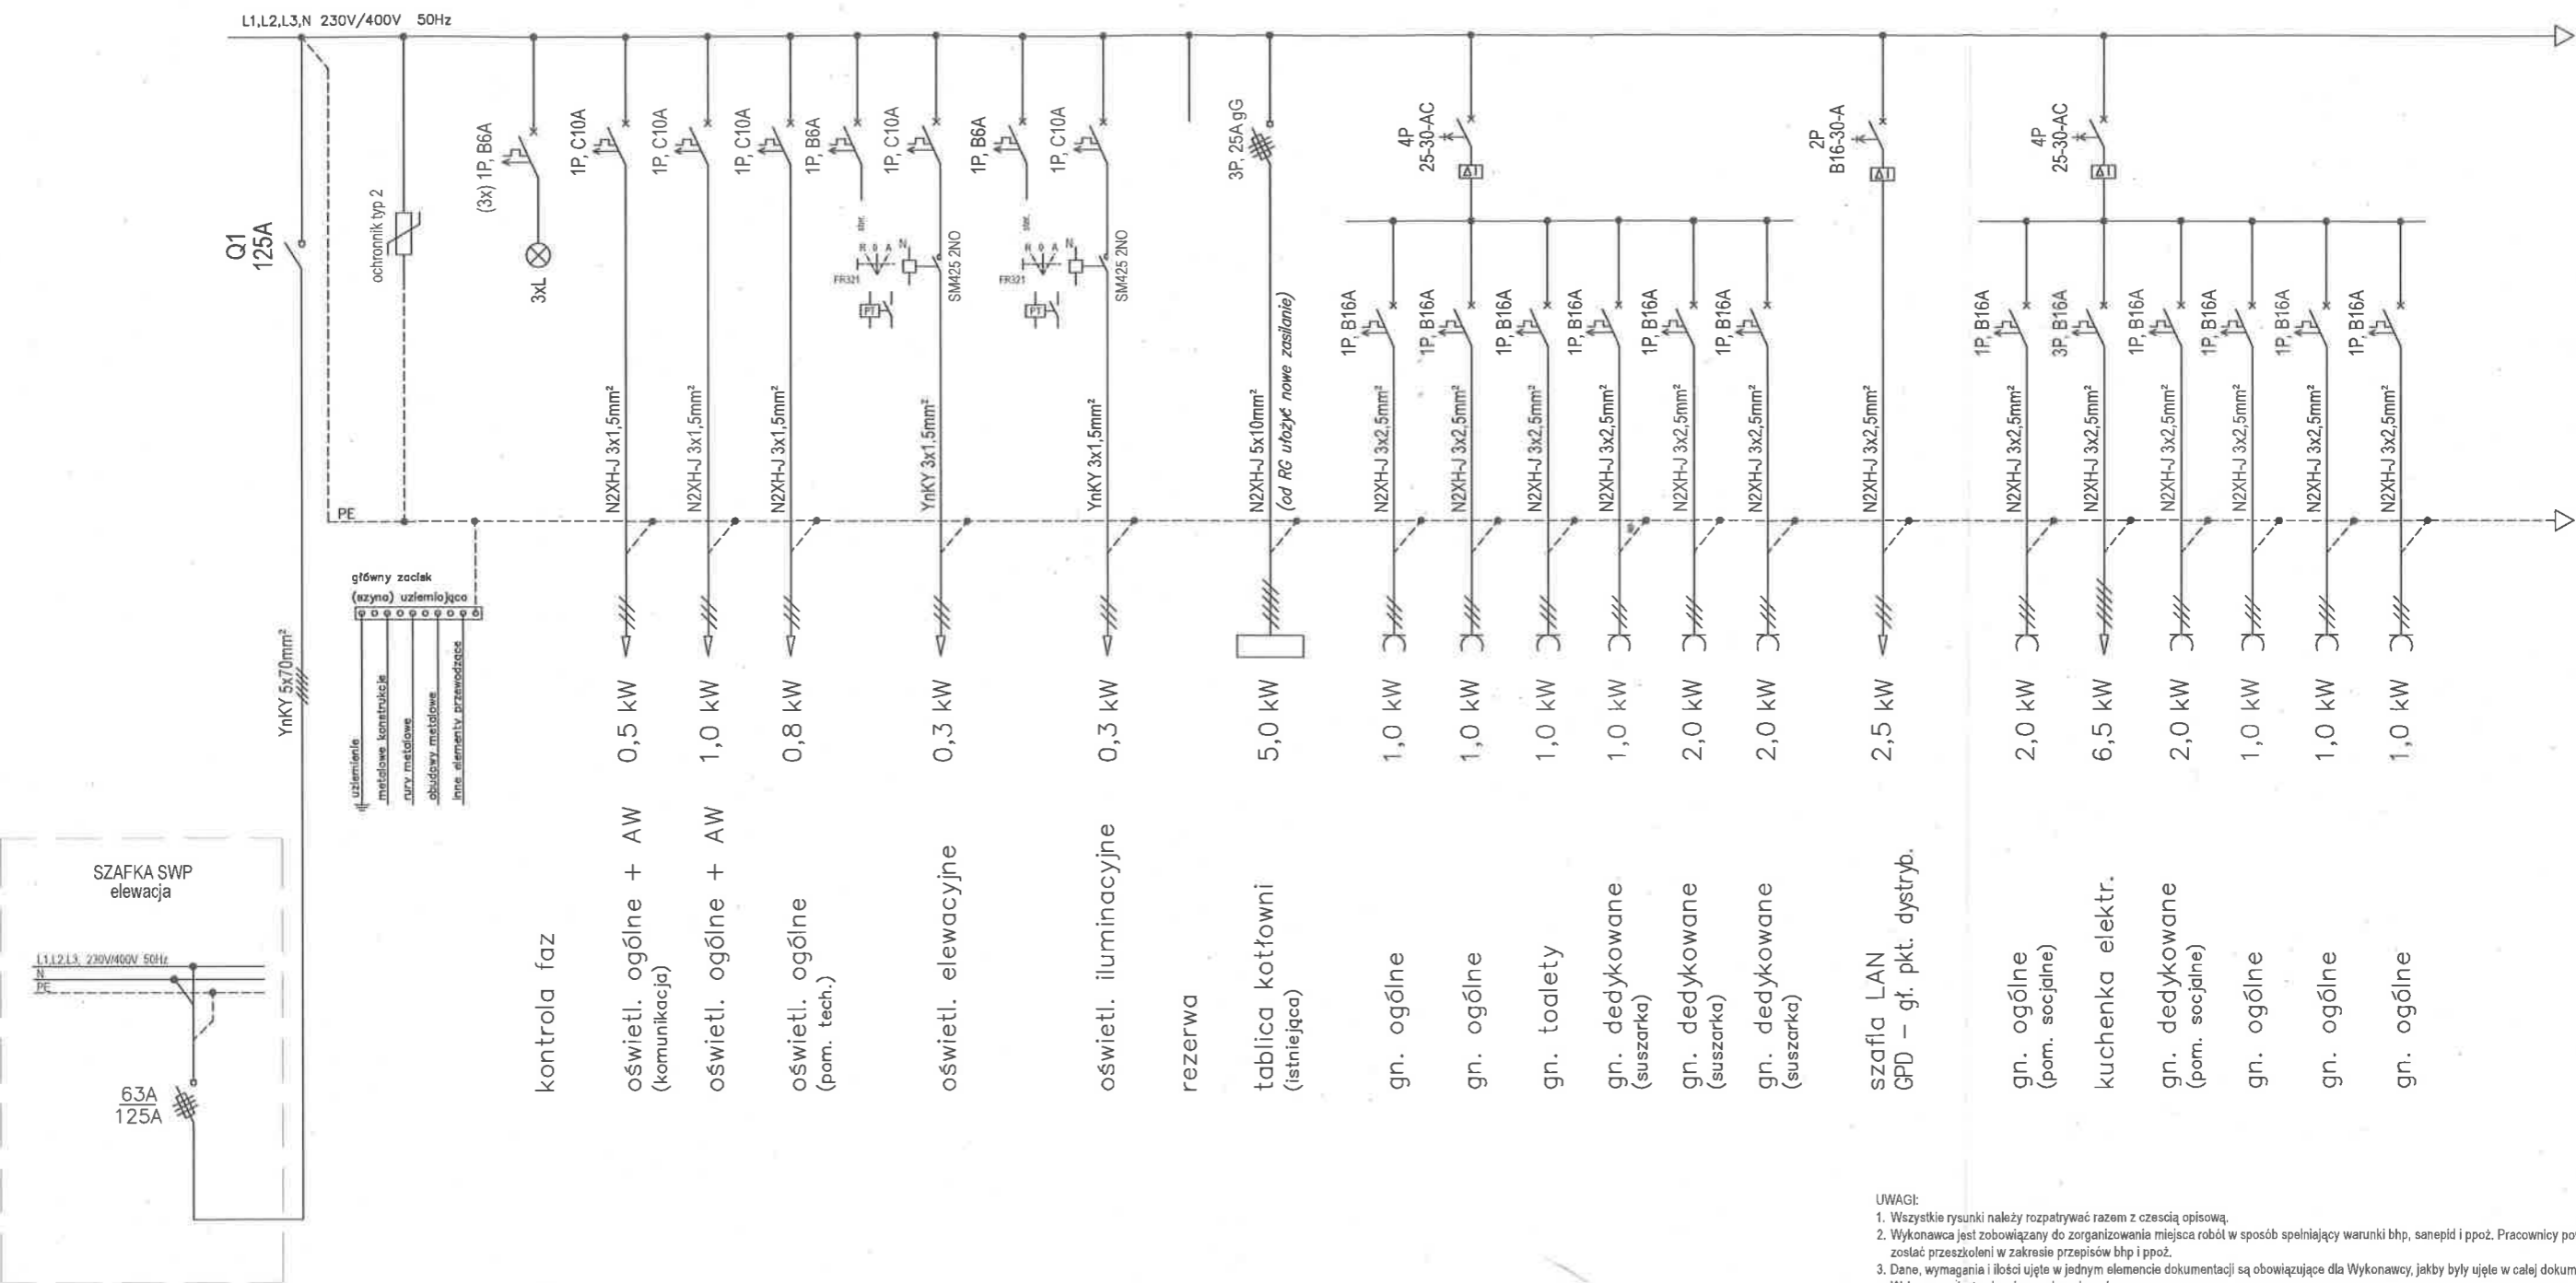 L1,L2,L3,N 230V/400V 50Hz
Q1
125A
ochronnik typ 2
(3x) 1P, B6A
3xL
1P, C10A
1P, C10A
1P, C10A
1P, B6A
ster.
R 0 A
N
FR321
PT
1P, C10A
SM425 2NO
1P, B6A
ster.
R 0 A
N
FR321
PT
1P, C10A
SM425 2NO
3P, 25A gG
4P
25-30-AC
ΔI
2P
B16-30-A
ΔI
4P
25-30-AC
ΔI
1P, B16A
1P, B16A
1P, B16A
1P, B16A
1P, B16A
1P, B16A
1P, B16A
3P, B16A
1P, B16A
1P, B16A
1P, B16A
1P, B16A
N2XH-J 3x1,5mm²
N2XH-J 3x1,5mm²
N2XH-J 3x1,5mm²
YnKY 3x1,5mm²
YnKY 3x1,5mm²
N2XH-J 5x10mm²
(od RG ułożyć nowe zasilanie)
N2XH-J 3x2,5mm²
N2XH-J 3x2,5mm²
N2XH-J 3x2,5mm²
N2XH-J 3x2,5mm²
N2XH-J 3x2,5mm²
N2XH-J 3x2,5mm²
N2XH-J 3x2,5mm²
N2XH-J 3x2,5mm²
N2XH-J 3x2,5mm²
N2XH-J 3x2,5mm²
N2XH-J 3x2,5mm²
N2XH-J 3x2,5mm²
N2XH-J 3x2,5mm²
PE
główny zacisk
(szyna) uziemiająca
uziemienie
metalowe konstrukcje
rury metalowe
obudowy metalowe
inne elementy przewodzące
YnKY 5x70mm²
0,5 kW
1,0 kW
0,8 kW
0,3 kW
0,3 kW
5,0 kW
1,0 kW
1,0 kW
1,0 kW
1,0 kW
2,0 kW
2,0 kW
2,5 kW
2,0 kW
6,5 kW
2,0 kW
1,0 kW
1,0 kW
1,0 kW
kontrola faz
oświetl. ogólne + AW
(komunikacja)
oświetl. ogólne + AW
oświetl. ogólne
(pom. tech.)
oświetl. elewacyjne
oświetl. iluminacyjne
rezerwa
tablica kotłowni
(istniejąca)
gn. ogólne
gn. ogólne
gn. toalety
gn. dedykowane
(suszarka)
gn. dedykowane
(suszarka)
gn. dedykowane
(suszarka)
szafla LAN
GPD – gł. pkt. dystryb.
gn. ogólne
(pom. socjalne)
kuchenka elektr.
gn. dedykowane
(pom. socjalne)
gn. ogólne
gn. ogólne
gn. ogólne
SZAFKA SWP
elewacja
L1,L2,L3, 230V/400V 50Hz
N
PE
63A
125A
UWAGI:
1. Wszystkie rysunki należy rozpatrywać razem z czescią opisową.
2. Wykonawca jest zobowiązany do zorganizowania miejsca robót w sposób spełniający warunki bhp, sanepid i ppoż. Pracownicy po
zostać przeszkoleni w zakresie przepisów bhp i ppoż.
3. Dane, wymagania i ilości ujęte w jednym elemencie dokumentacji są obowiązujące dla Wykonawcy, jakby były ujęte w całej dokum